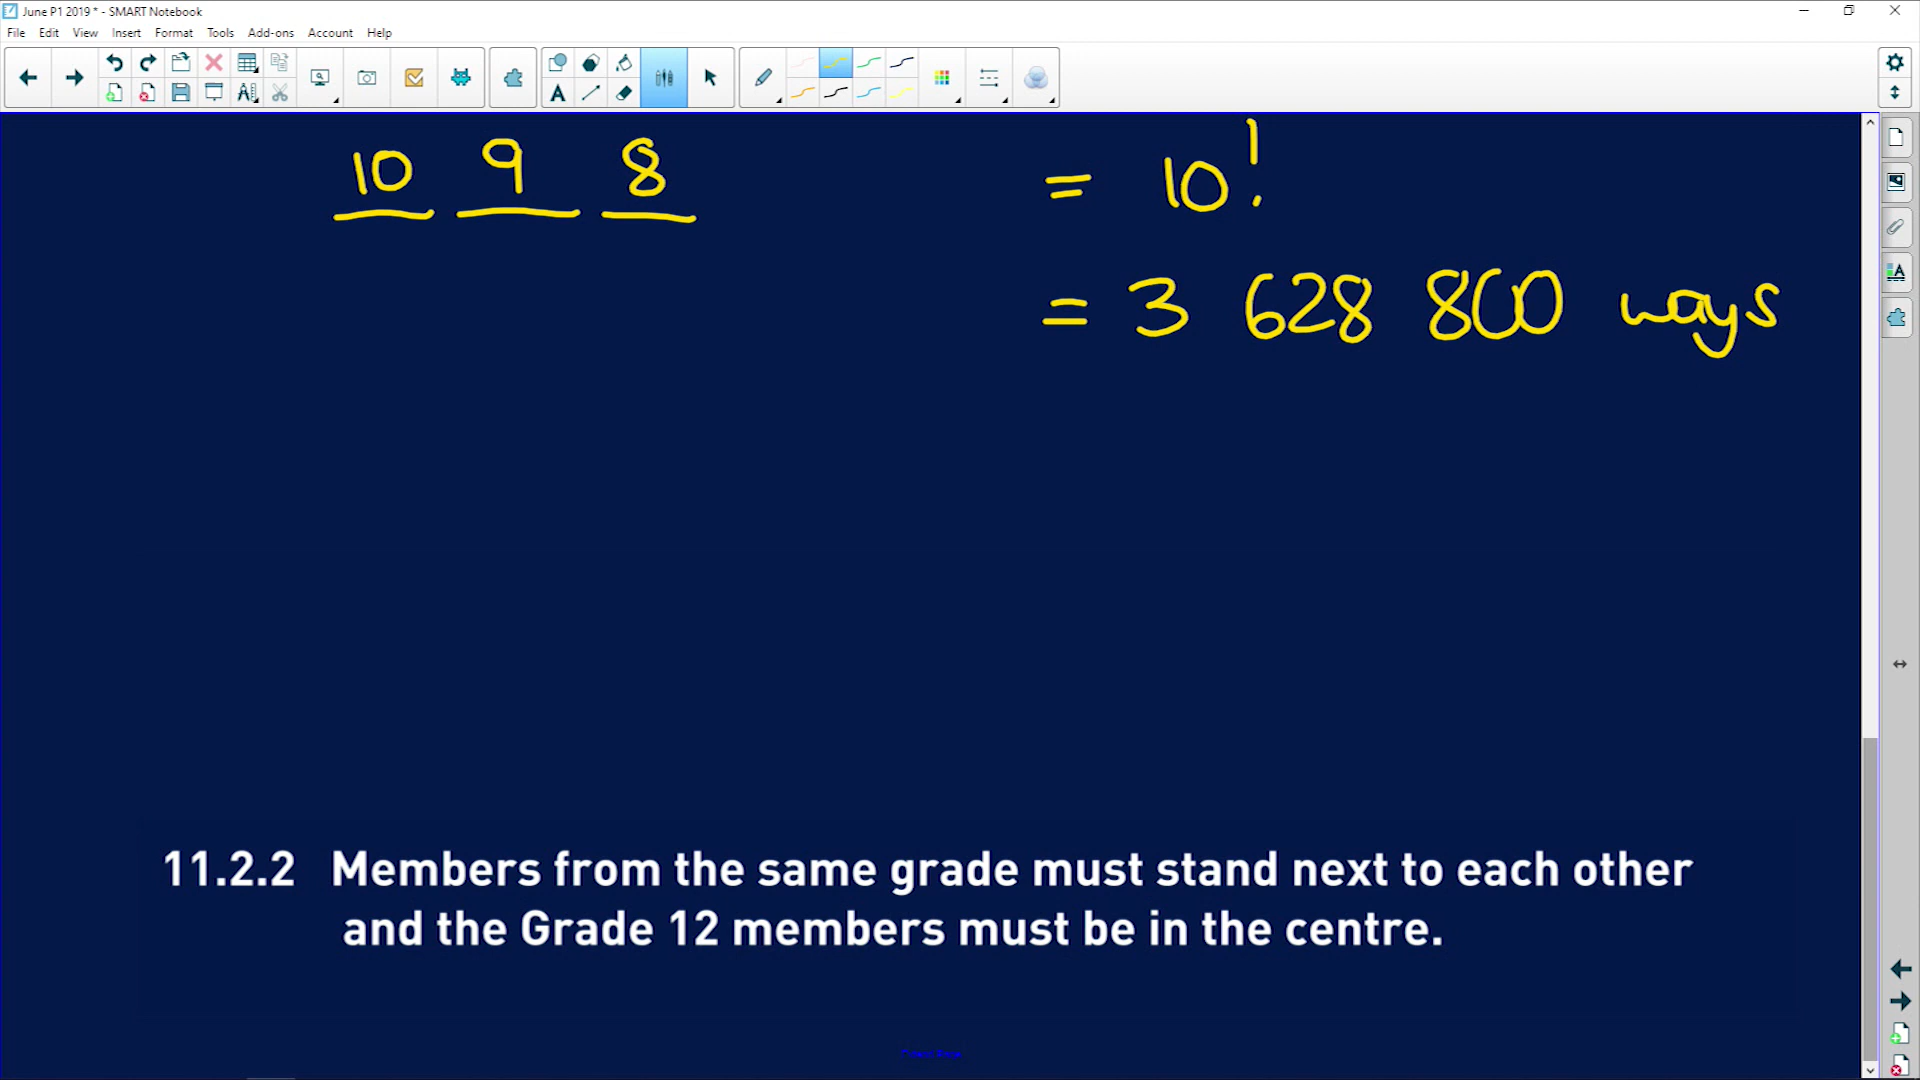 June P1 2019 * - SMART Notebook
File Edit View Insert Format Tools Add-ons Account Help
10 9 8 = 10!
= 3 628 800 ways
11.2.2 Members from the same grade must stand next to each other
and the Grade 12 members must be in the centre.